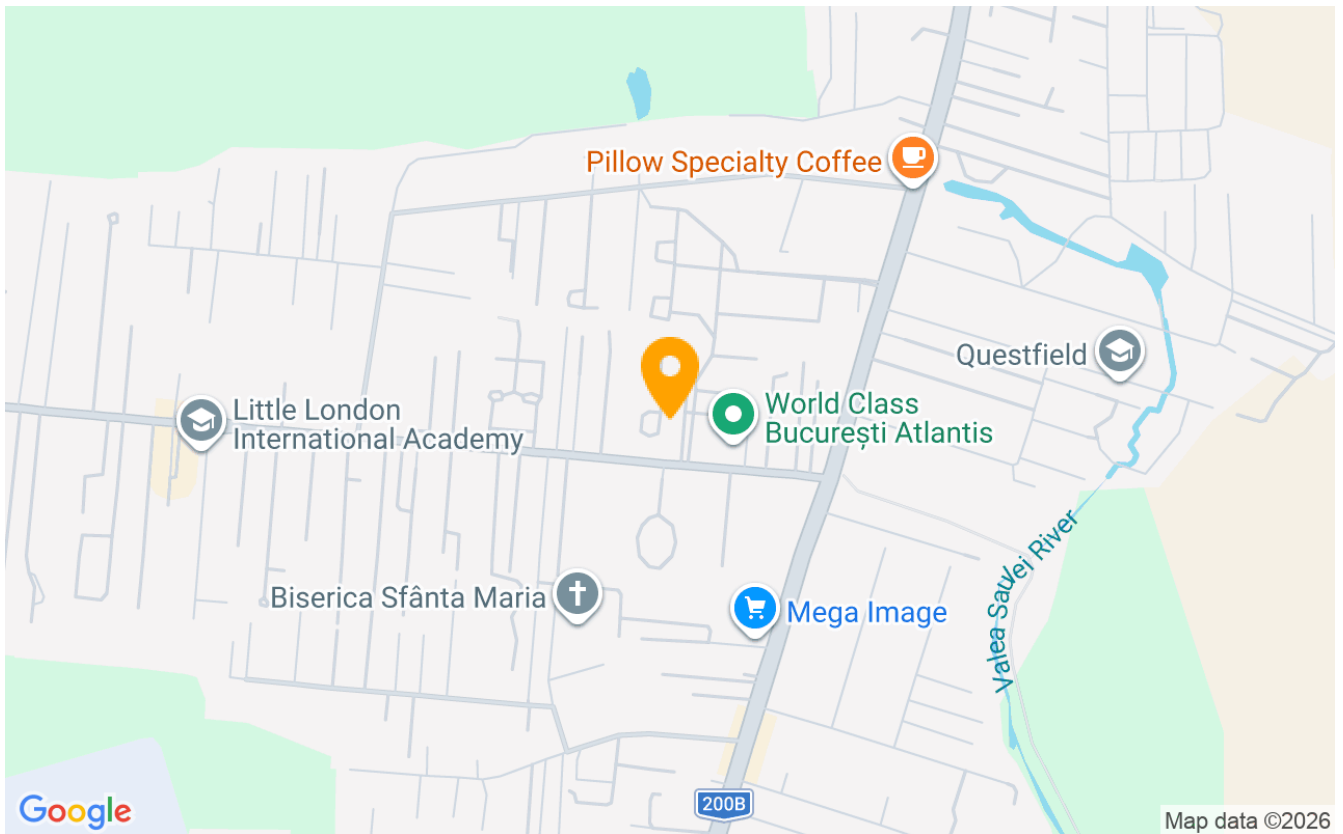 Pillow Specialty Coffee
Questfield
World Class
București Atlantis
Little London
International Academy
Valea Saulei River
Biserica Sfânta Maria
Mega Image
200B
Google
Map data ©2026